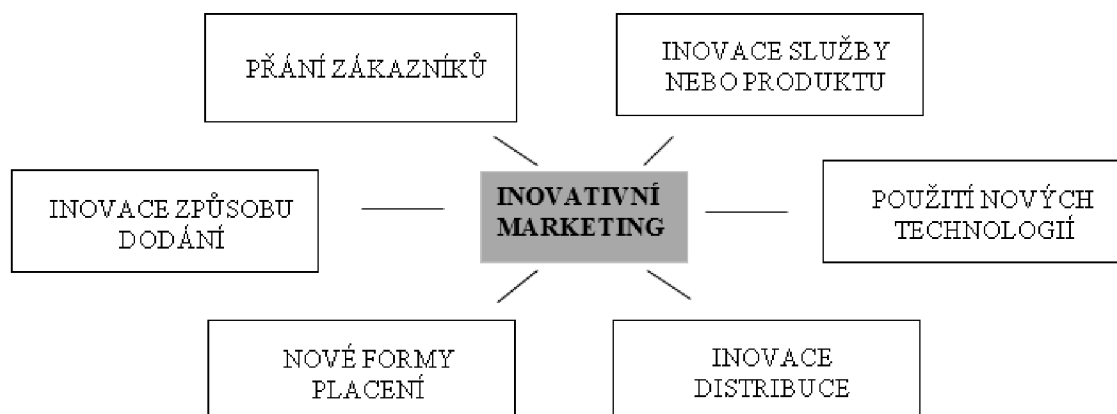 PŘÁNÍ ZÁKAZNÍKŮ
INOVACE SLUŽBY
NEBO PRODUKTU
INOVACE ZPŮSOBU
DODÁNÍ
INOVATIVNÍ
MARKETING
POUŽITÍ NOVÝCH
TECHNOLOGIÍ
NOVÉ FORMY
PLACENÍ
INOVACE
DISTRIBUCE